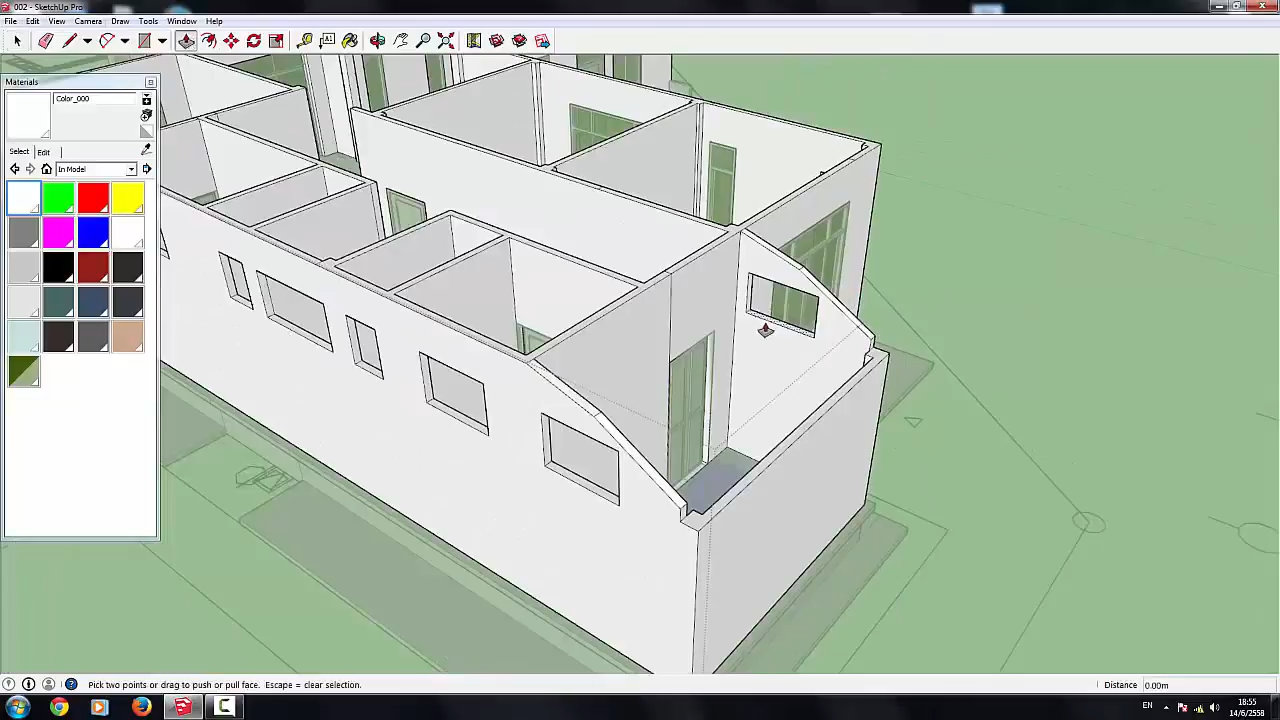 002 - SketchUp Pro
File Edit View Camera Draw Tools Window Help
Materials
Color_000
Select Edit
In Model
Pick two points or drag to push or pull face. Escape = clear selection.
Distance 0.00m
EN
18:55
14/6/2558